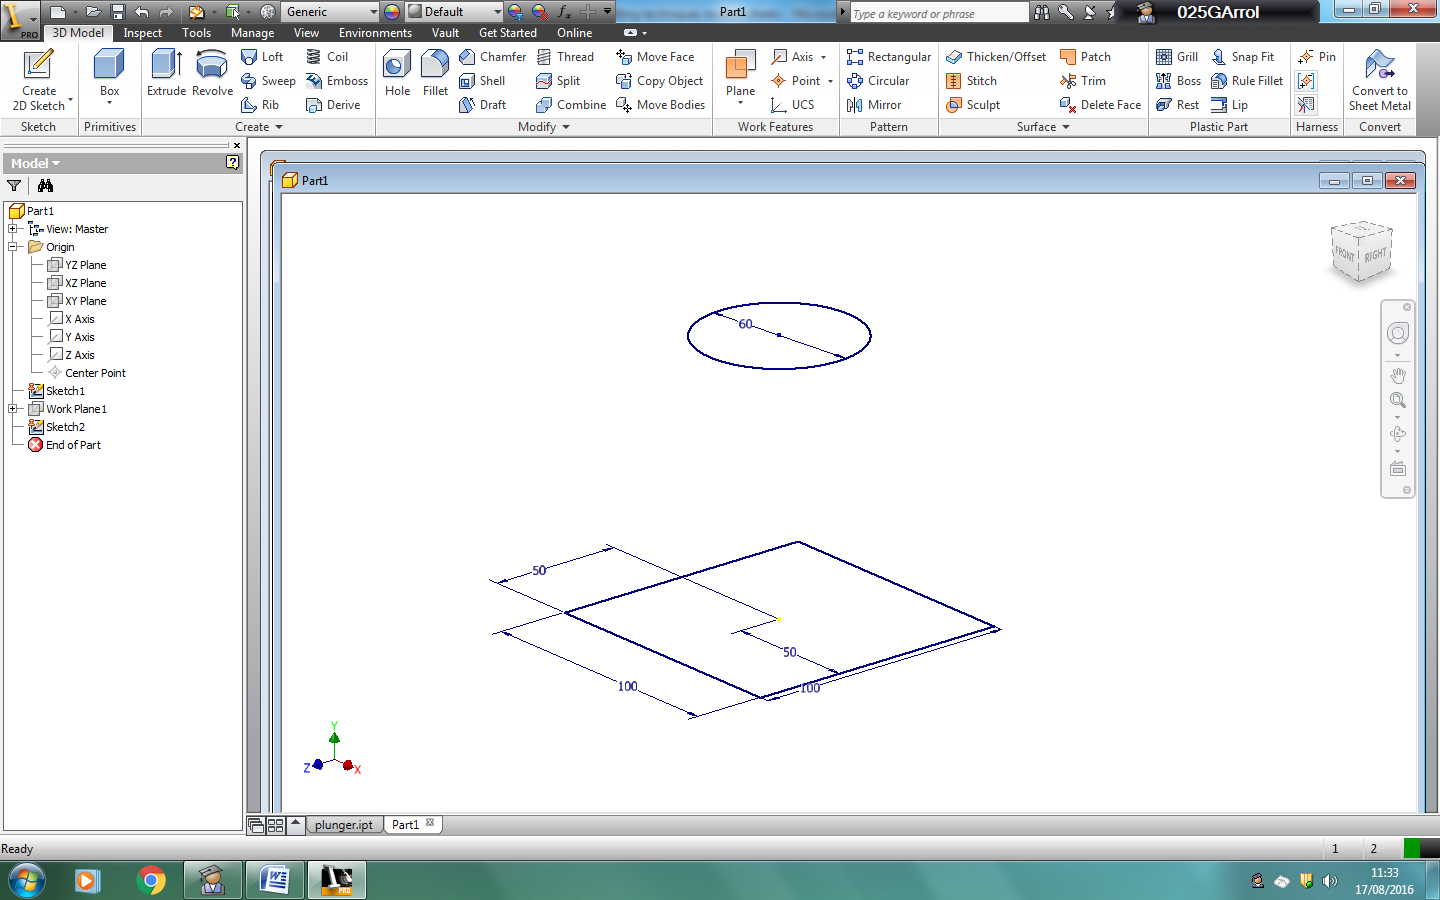 Generic
Default
Part1
Type a keyword or phrase
025GArrol
PRO
3D Model Inspect Tools Manage View Environments Vault Get Started Online
Create
2D Sketch
Box
Extrude
Revolve
Loft
Sweep
Rib
Coil
Emboss
Derive
Hole
Fillet
Chamfer
Shell
Draft
Thread
Split
Combine
Move Face
Copy Object
Move Bodies
Plane
Axis
Point
UCS
Rectangular
Circular
Mirror
Thicken/Offset
Stitch
Sculpt
Patch
Trim
Delete Face
Grill
Boss
Rest
Snap Fit
Rule Fillet
Lip
Pin
Convert to
Sheet Metal
Sketch Primitives Create Modify Work Features Pattern Surface Plastic Part Harness Convert
Model
Part1
View: Master
Origin
YZ Plane
XZ Plane
XY Plane
X Axis
Y Axis
Z Axis
Center Point
Sketch1
Work Plane1
Sketch2
End of Part
Part1
FRONT RIGHT
60
50
50
100
100
Y
Z X
plunger.ipt Part1
Ready 1 2
PRO
11:33
17/08/2016